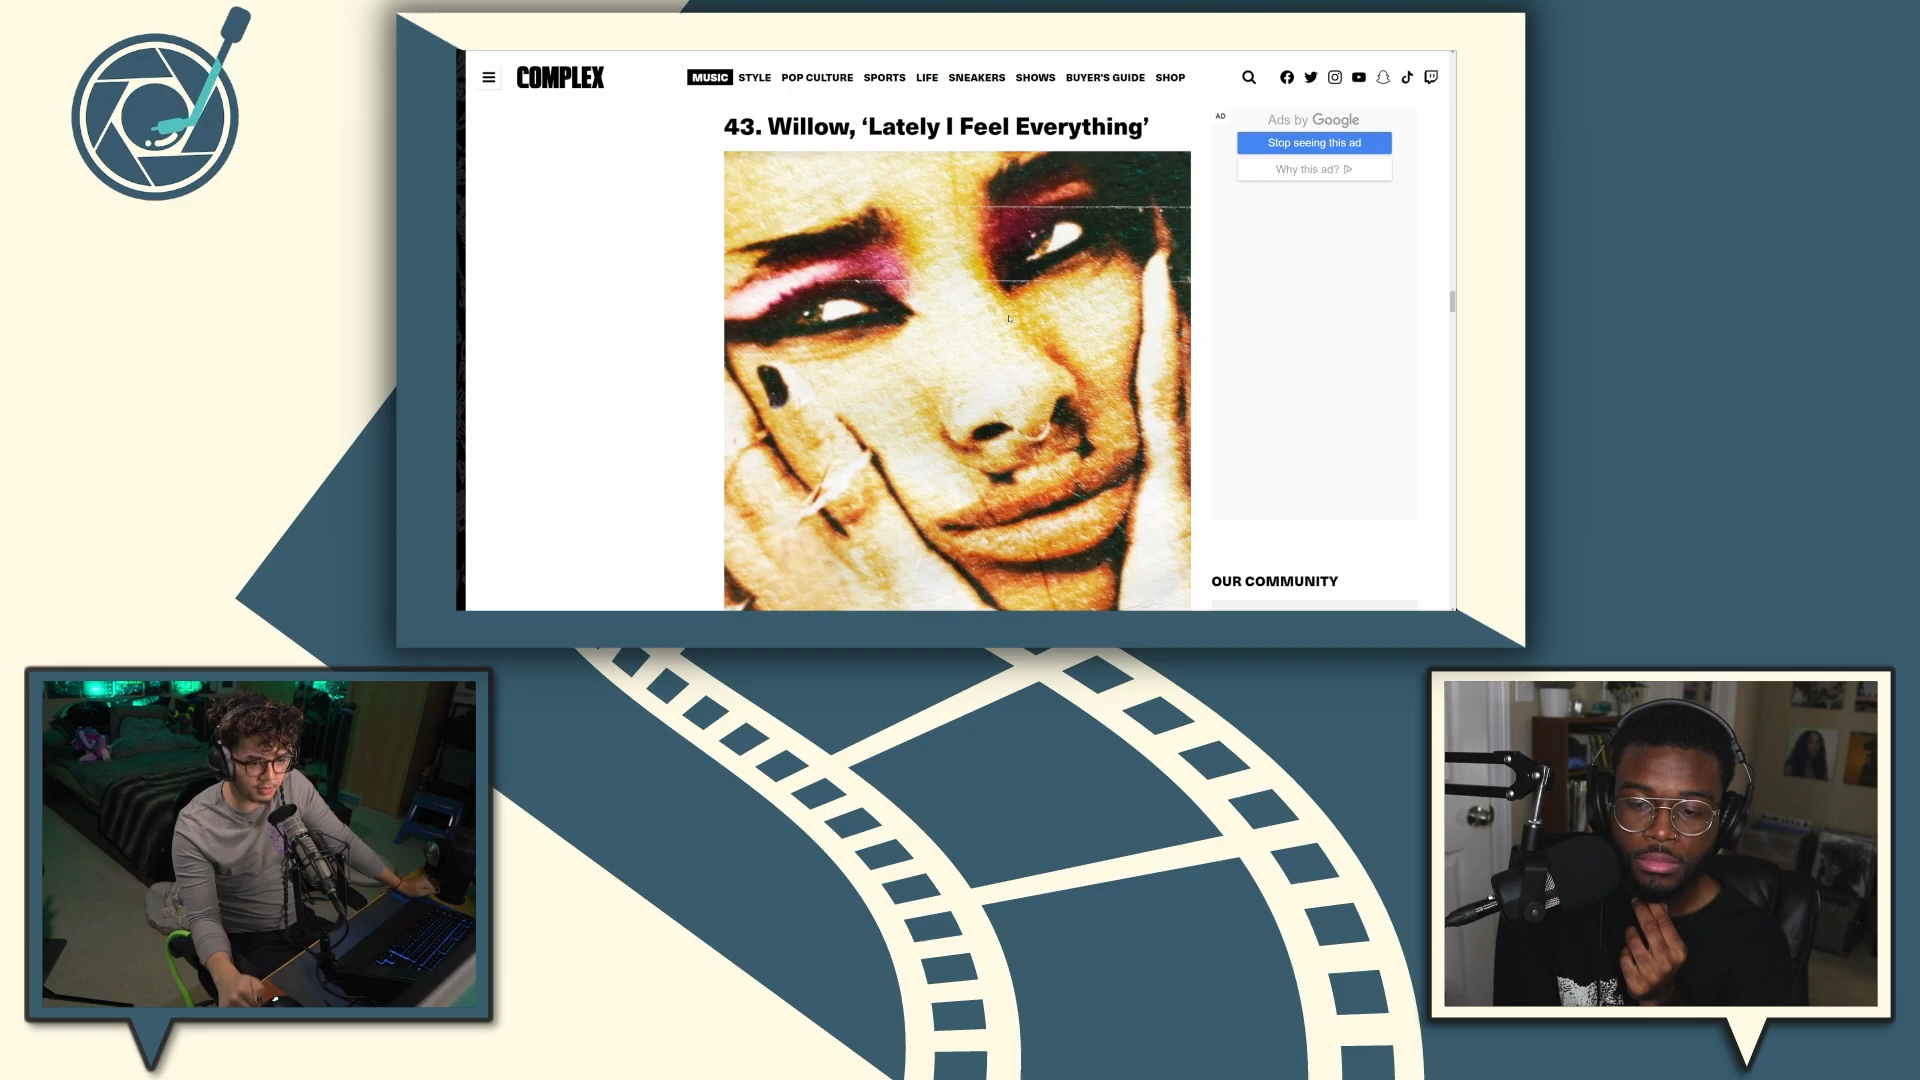 COMPLEX
MUSIC STYLE POP CULTURE SPORTS LIFE SNEAKERS SHOWS BUYER'S GUIDE SHOP
43. Willow, ‘Lately I Feel Everything’
AD
Ads by Google
Stop seeing this ad
Why this ad?
OUR COMMUNITY